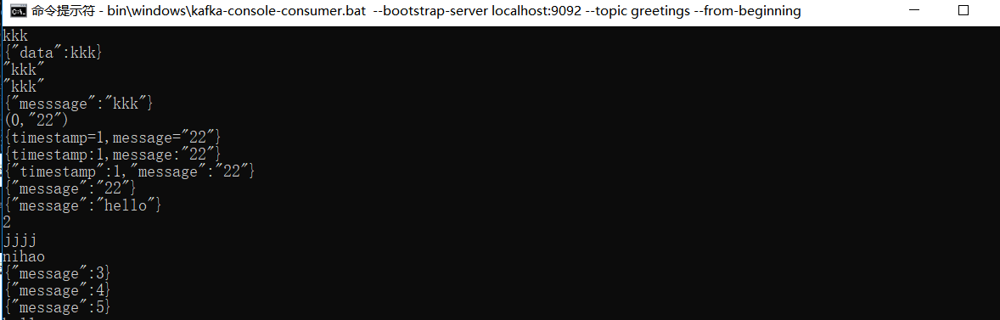 命令提示符 - bin\windows\kafka-console-consumer.bat --bootstrap-server localhost:9092 --topic greetings --from-beginning
kkk
{"data":kkk}
"kkk"
"kkk"
{"messsage":"kkk"}
(0,"22")
{timestamp=1,message="22"}
{timestamp:1,message:"22"}
{"timestamp":1,"message":"22"}
{"message":"22"}
{"message":"hello"}
2
jjjj
nihao
{"message":3}
{"message":4}
{"message":5}